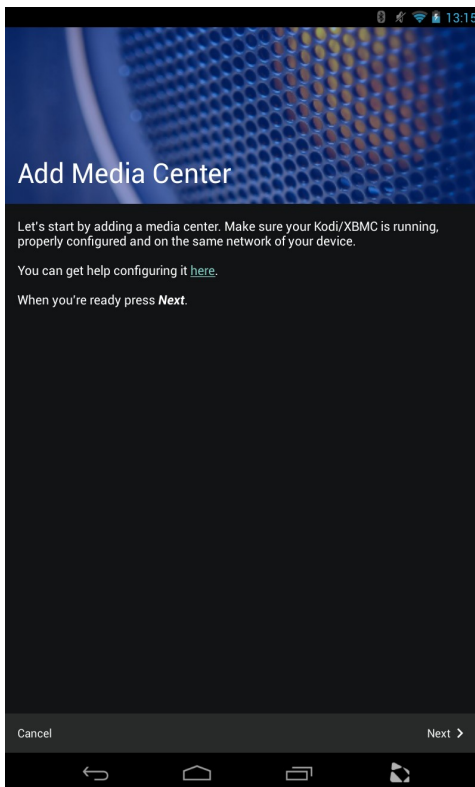 13:15
Add Media Center
Let's start by adding a media center. Make sure your Kodi/XBMC is running,
properly configured and on the same network of your device.
You can get help configuring it here.
When you're ready press Next.
Cancel
Next